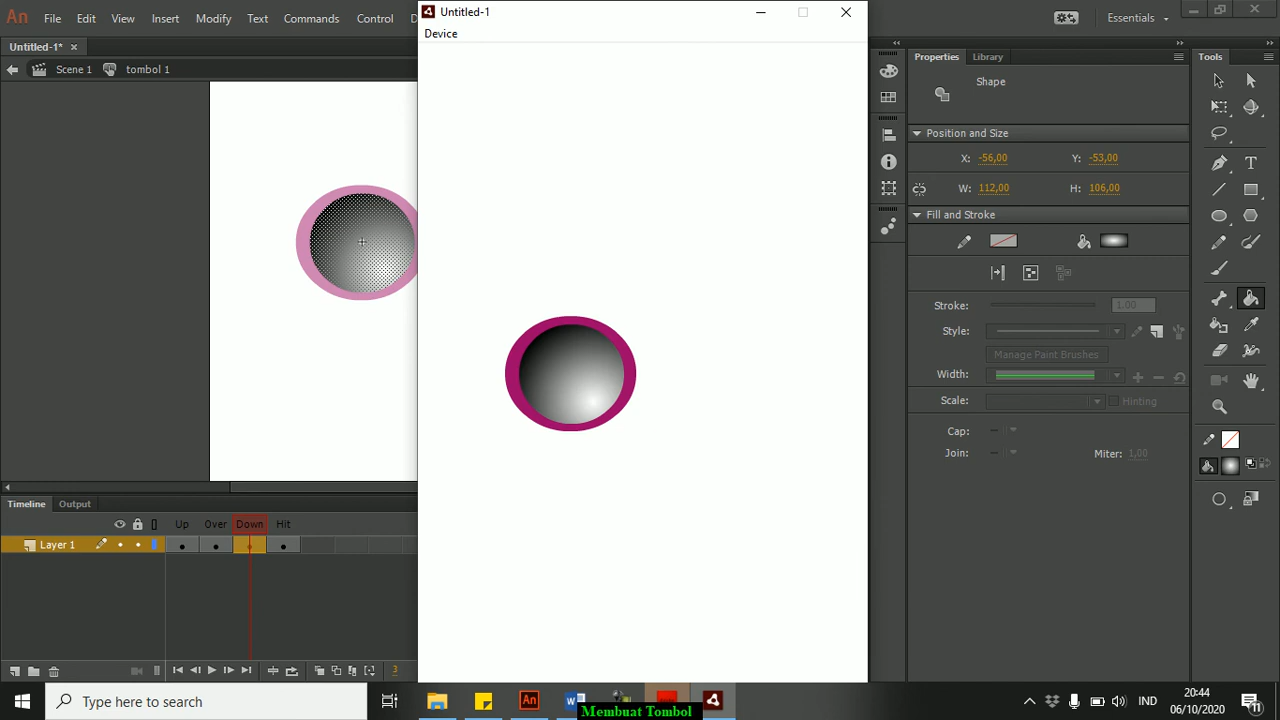 An File Edit View Insert Modify Text Commands Control D
Untitled-1
Device
Essentials
Untitled-1* ×
Scene 1 tombol 1
Properties Library
Tools
Shape
Position and Size
X: -56,00 Y: -53,00
W: 112,00 H: 106,00
Fill and Stroke
Stroke: 1.00
Style:
Manage Paint Brushes
Width:
Scale: Hinting
Cap:
Join: Miter: 1,00
Timeline Output
Up Over Down Hit
Layer 1
3
Type here to search
An
IND
20:44
06/10/2020
11
Membuat Tombol